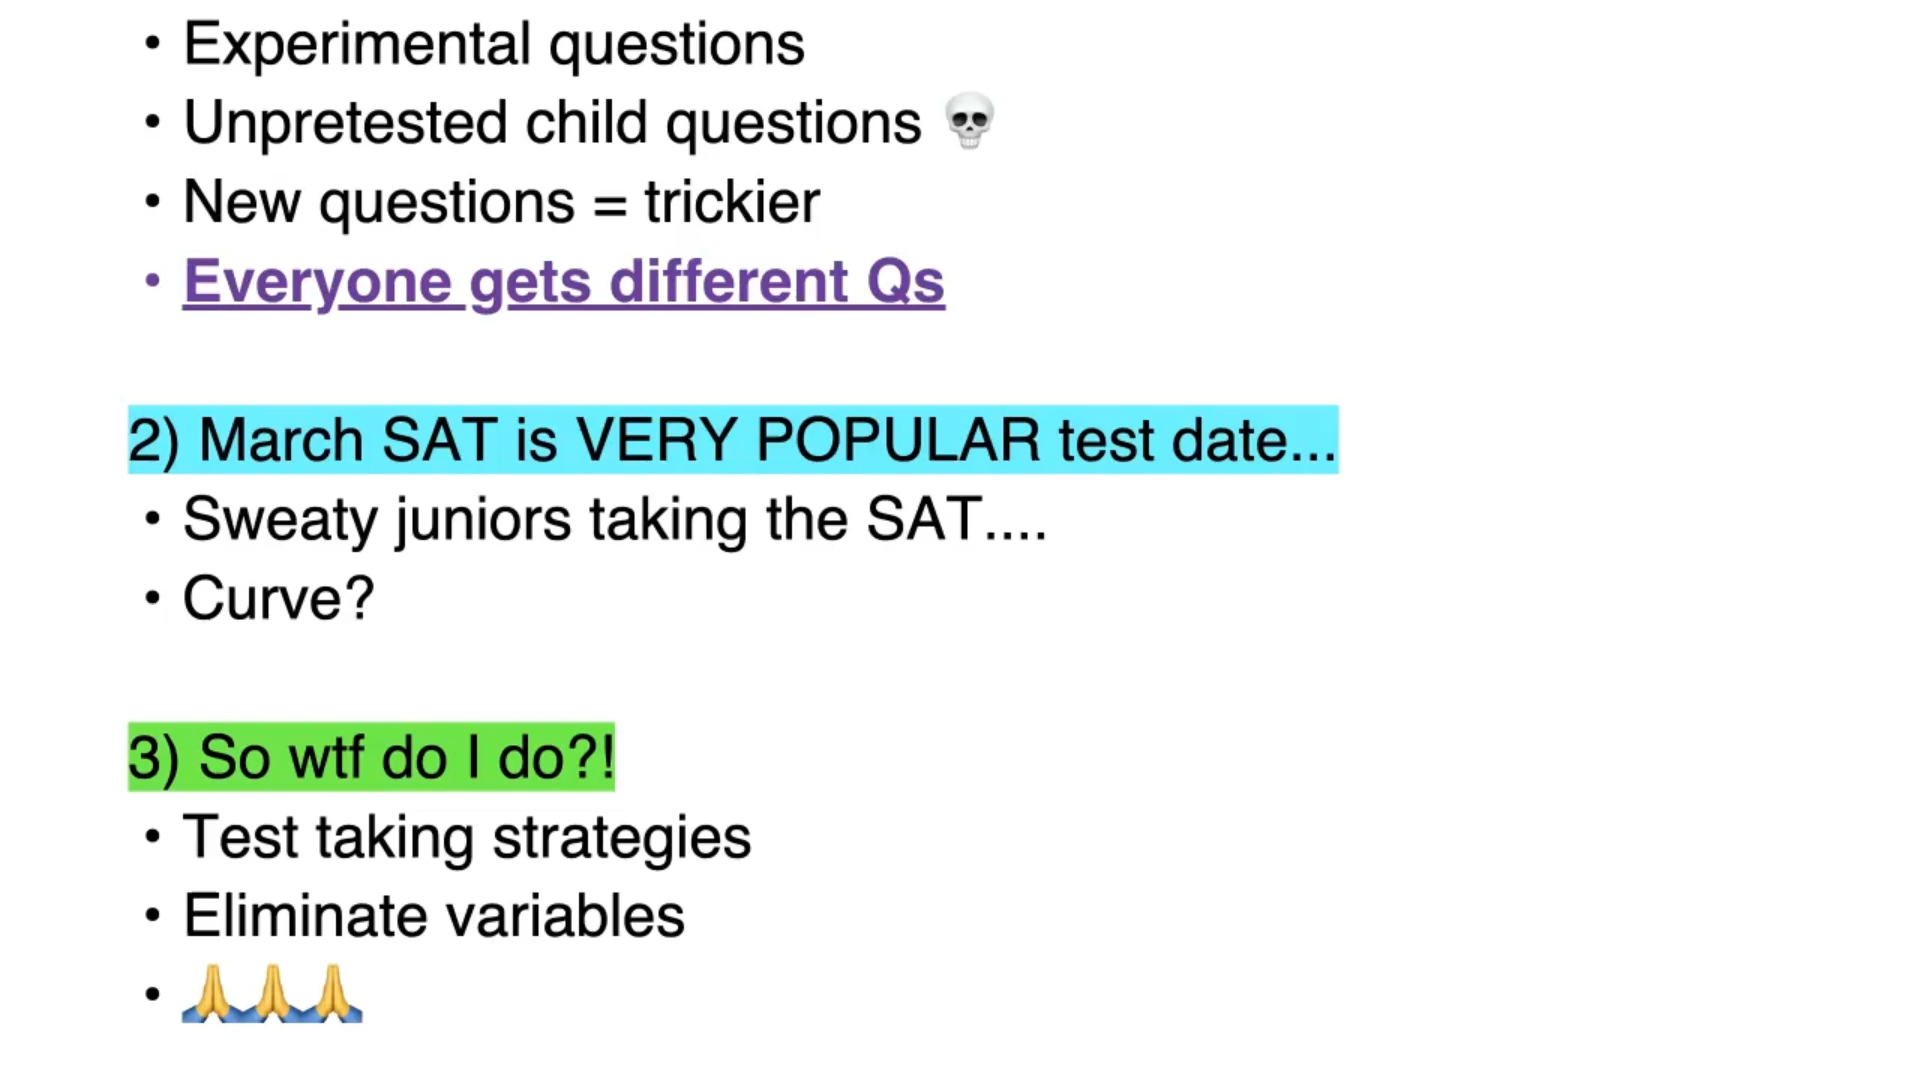 • Experimental questions
• Unpretested child questions 💀
• New questions = trickier
• Everyone gets different Qs
2) March SAT is VERY POPULAR test date...
• Sweaty juniors taking the SAT....
• Curve?
3) So wtf do I do?!
• Test taking strategies
• Eliminate variables
• 🙏🙏🙏